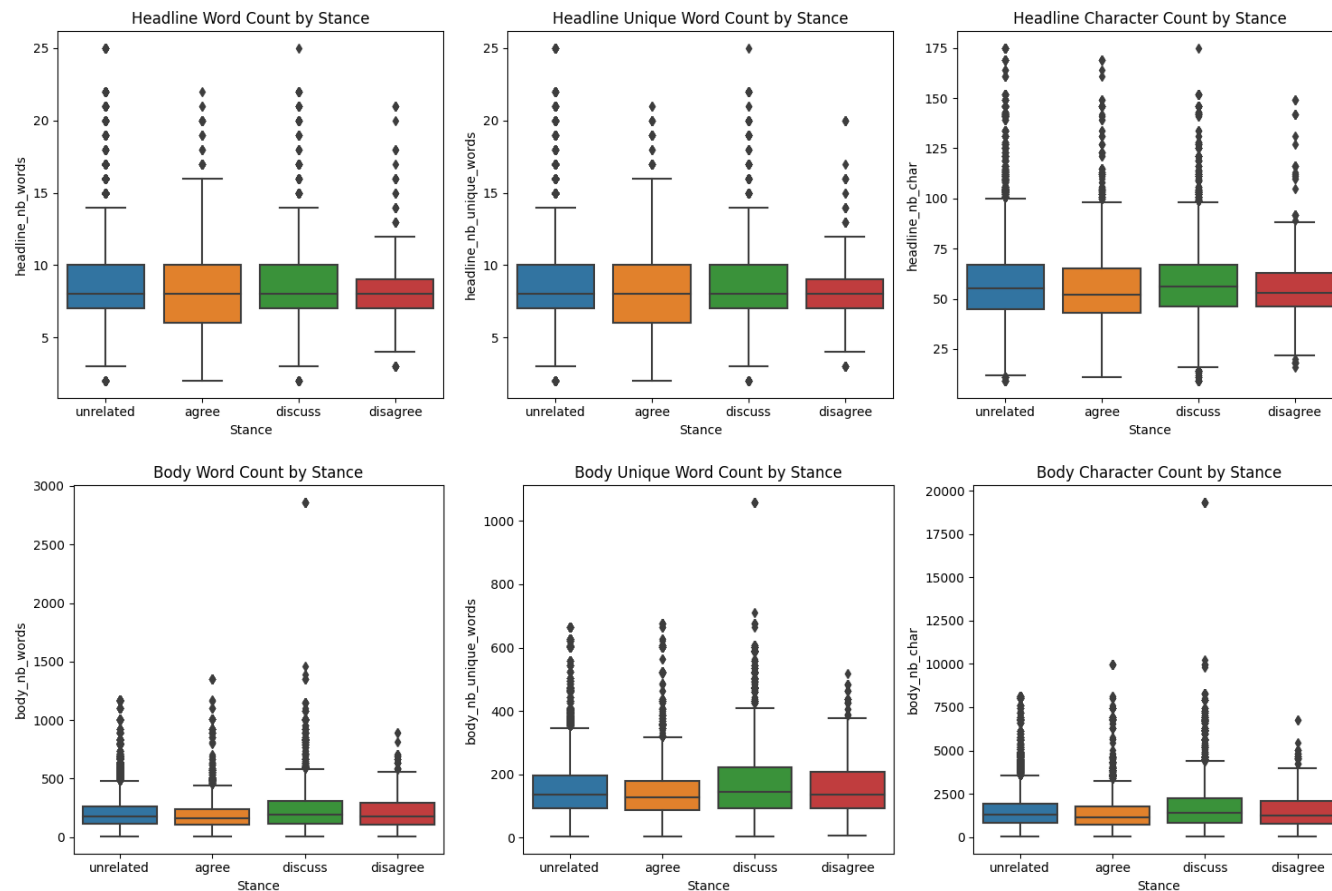 Headline Word Count by Stance
headline_nb_words
25
20
15
10
5
unrelated agree discuss disagree
Stance
Headline Unique Word Count by Stance
headline_nb_unique_words
25
20
15
10
5
unrelated agree discuss disagree
Stance
Headline Character Count by Stance
headline_nb_char
175
150
125
100
75
50
25
unrelated agree discuss disagree
Stance
Body Word Count by Stance
body_nb_words
3000
2500
2000
1500
1000
500
0
unrelated agree discuss disagree
Stance
Body Unique Word Count by Stance
body_nb_unique_words
1000
800
600
400
200
0
unrelated agree discuss disagree
Stance
Body Character Count by Stance
body_nb_char
20000
17500
15000
12500
10000
7500
5000
2500
0
unrelated agree discuss disagree
Stance